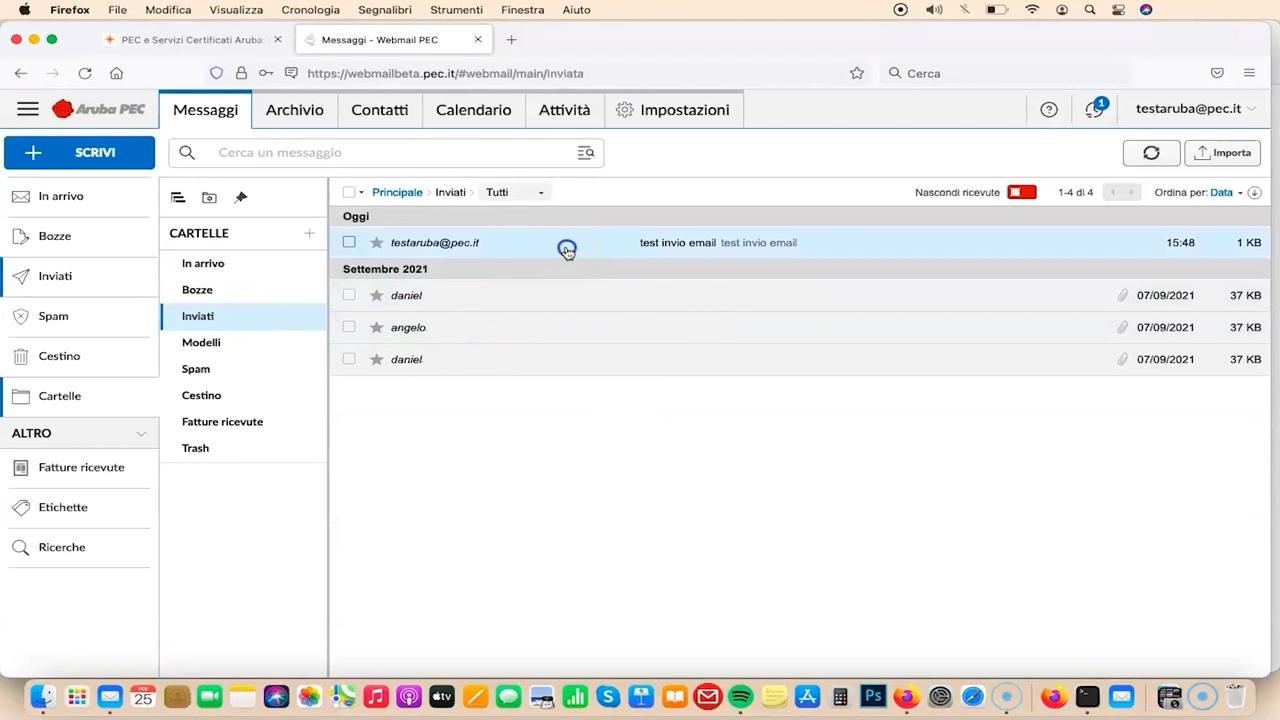 Firefox File Modifica Visualizza Cronologia Segnalibri Strumenti Finestra Aiuto
PEC e Servizi Certificati Aruba:
Messaggi - Webmail PEC
https://webmailbeta.pec.it/#webmail/main/Inviata
Cerca
Aruba PEC
Messaggi Archivio Contatti Calendario Attività Impostazioni
1
testaruba@pec.it
SCRIVI
Cerca un messaggio
Importa
In arrivo
Bozze
Inviati
Spam
Cestino
Cartelle
ALTRO
Fatture ricevute
Etichette
Ricerche
CARTELLE
In arrivo
Bozze
Inviati
Modelli
Spam
Cestino
Fatture ricevute
Trash
Principale Inviati Tutti Nascondi ricevute 1-4 di 4 Ordina per: Data
Oggi
testaruba@pec.it test invio email test invio email 15:48 1 KB
Settembre 2021
daniel 07/09/2021 37 KB
angelo 07/09/2021 37 KB
daniel 07/09/2021 37 KB
25
tv
Ps